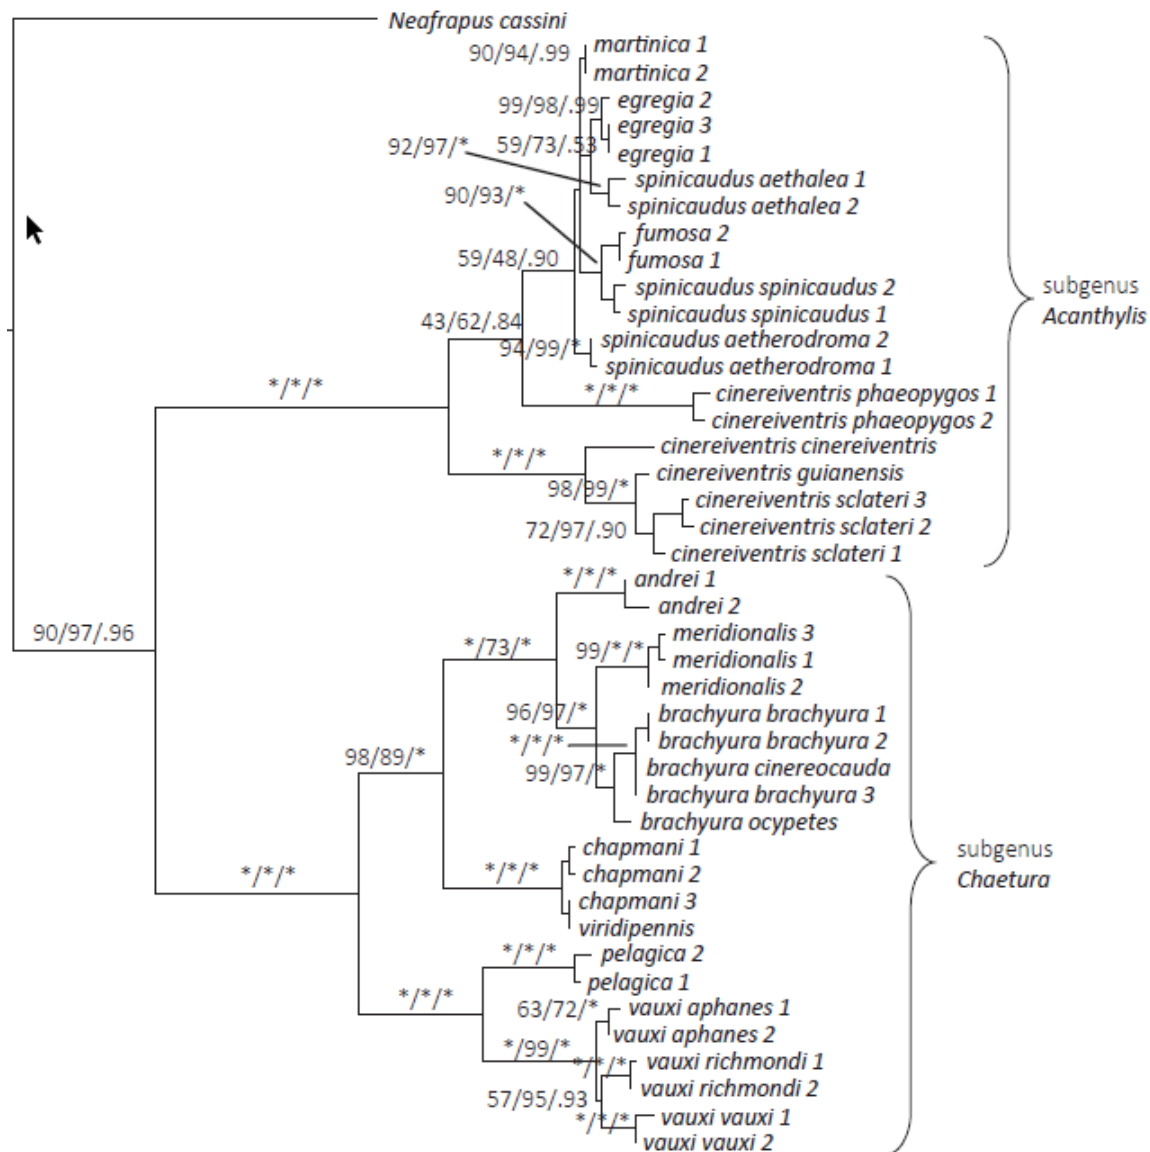 Neafrapus cassini
90/94/.99
martinica 1
martinica 2
99/98/.99
egregia 2
egregia 3
92/97/*
59/73/.53
egregia 1
spinicaudus aethalea 1
90/93/*
spinicaudus aethalea 2
fumosa 2
59/48/.90
fumosa 1
spinicaudus spinicaudus 2
subgenus
Acanthylis
spinicaudus spinicaudus 1
43/62/.84
94/99/*
spinicaudus aetherodroma 2
spinicaudus aetherodroma 1
*/*/*
*/*/*
cinereiventris phaeopygos 1
cinereiventris phaeopygos 2
cinereiventris cinereiventris
*/*/*
cinereiventris guianensis
98/99/*
cinereiventris sclateri 3
72/97/.90
cinereiventris sclateri 2
cinereiventris sclateri 1
*/*/*
andrei 1
andrei 2
90/97/.96
*/73/*
99/*/*
meridionalis 3
meridionalis 1
meridionalis 2
96/97/*
brachyura brachyura 1
*/*/*
brachyura brachyura 2
98/89/*
99/97/*
brachyura cinereocauda
brachyura brachyura 3
brachyura ocypetes
chapmani 1
subgenus
Chaetura
*/*/*
*/*/*
chapmani 2
chapmani 3
viridipennis
*/*/*
pelagica 2
pelagica 1
*/*/*
63/72/*
vauxi aphanes 1
vauxi aphanes 2
*/99/*
*/*/*
vauxi richmondi 1
vauxi richmondi 2
57/95/.93
*/*/*
vauxi vauxi 1
vauxi vauxi 2